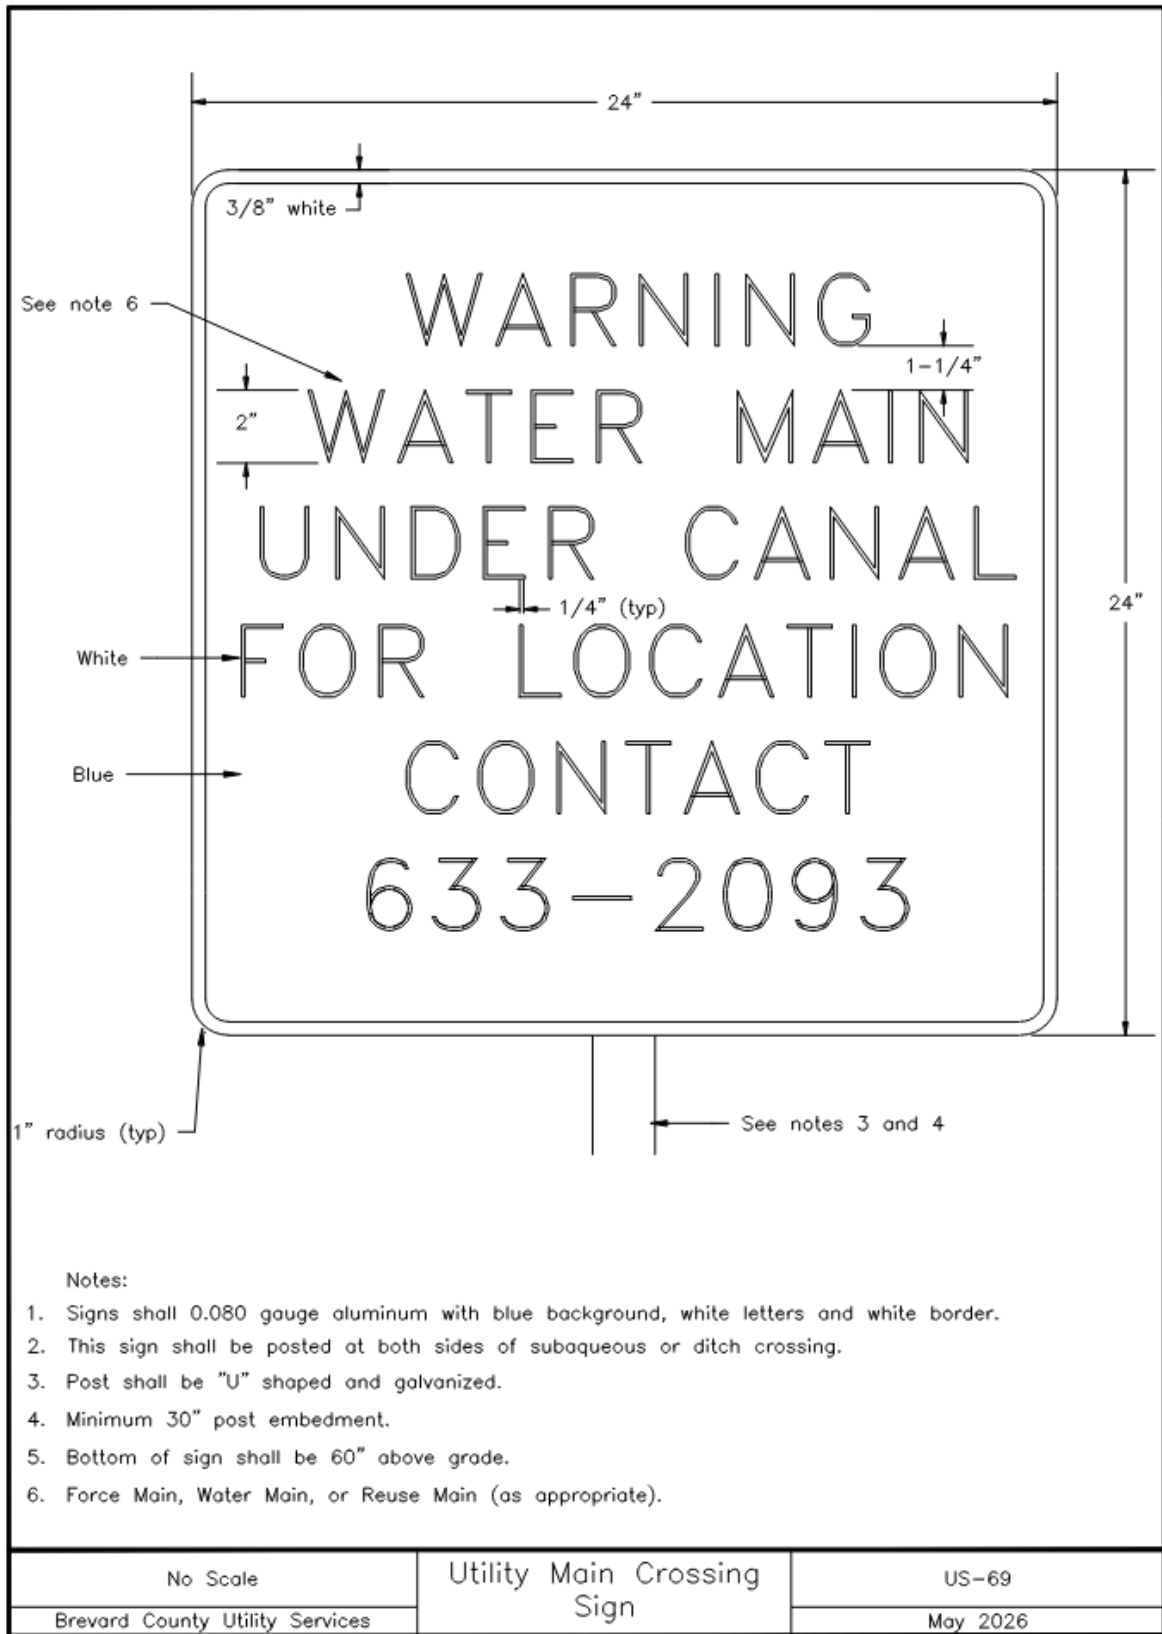 24"
3/8" white
WARNING
See note 6
1-1/4"
2"
WATER MAIN
UNDER CANAL
1/4" (typ)
24"
FOR LOCATION
White
CONTACT
Blue
633-2093
1" radius (typ)
See notes 3 and 4
Notes:
1. Signs shall 0.080 gauge aluminum with blue background, white letters and white border.
2. This sign shall be posted at both sides of subaqueous or ditch crossing.
3. Post shall be "U" shaped and galvanized.
4. Minimum 30" post embedment.
5. Bottom of sign shall be 60" above grade.
6. Force Main, Water Main, or Reuse Main (as appropriate).
No Scale
Brevard County Utility Services
Utility Main Crossing
Sign
US-69
May 2026